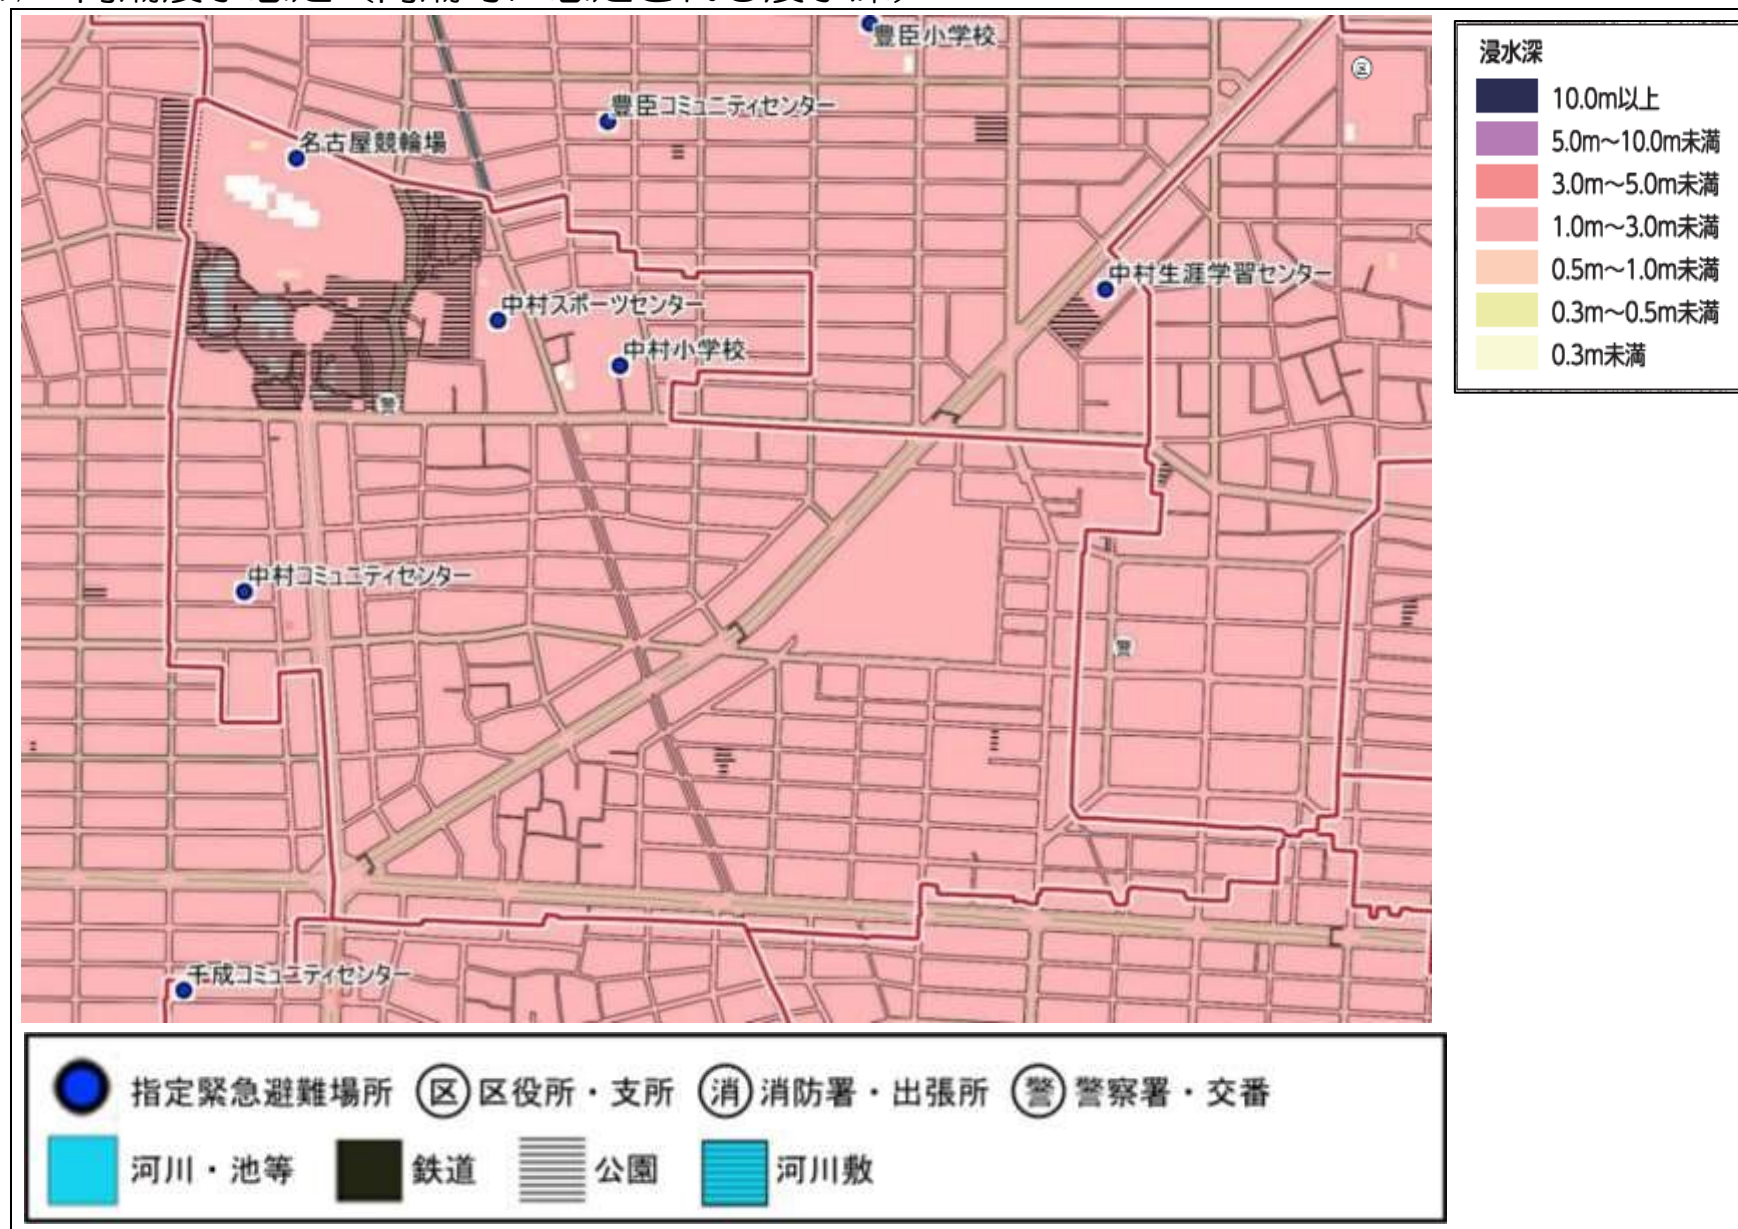 豊臣小学校
区
豊臣コミュニティセンター
名古屋競輪場
中村生涯学習センター
中村スポーツセンター
中村小学校
警
中村コミュニティセンター
警
千成コミュニティセンター
浸水深
10.0m以上
5.0m～10.0m未満
3.0m～5.0m未満
1.0m～3.0m未満
0.5m～1.0m未満
0.3m～0.5m未満
0.3m未満
指定緊急避難場所 区 区役所・支所 消 消防署・出張所 警 警察署・交番
河川・池等 鉄道 公園 河川敷